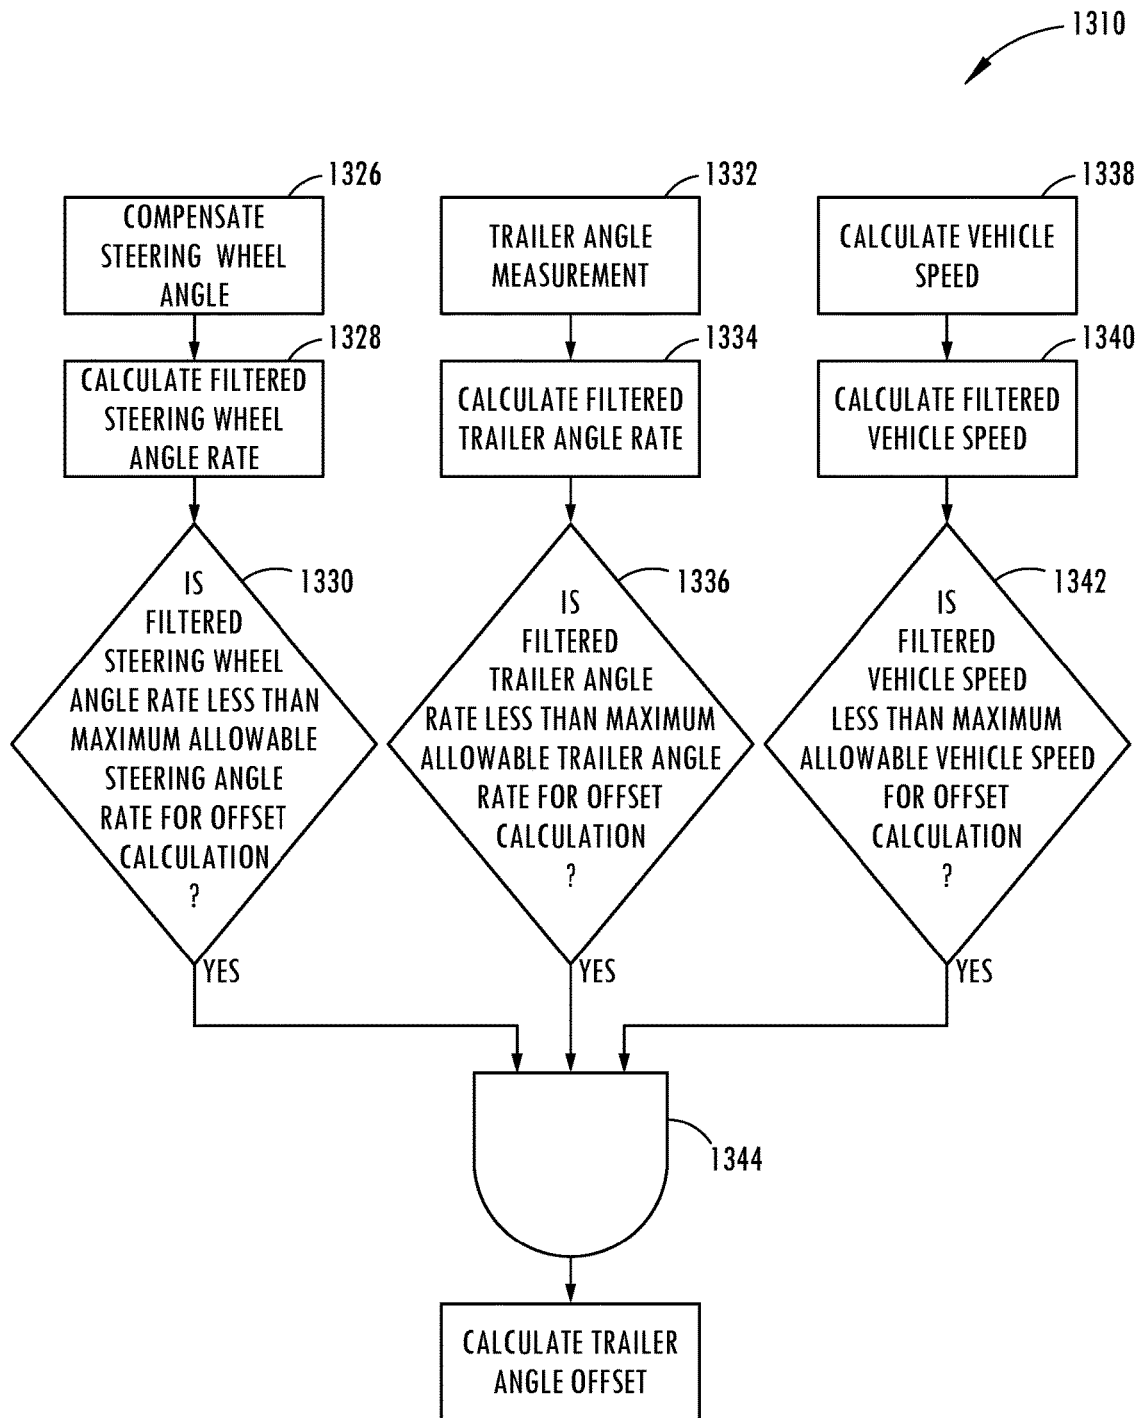 1310
1326
COMPENSATE
STEERING WHEEL
ANGLE
1332
TRAILER ANGLE
MEASUREMENT
1338
CALCULATE VEHICLE
SPEED
1328
CALCULATE FILTERED
STEERING WHEEL
ANGLE RATE
1334
CALCULATE FILTERED
TRAILER ANGLE RATE
1340
CALCULATE FILTERED
VEHICLE SPEED
1330
IS
FILTERED
STEERING WHEEL
ANGLE RATE LESS THAN
MAXIMUM ALLOWABLE
STEERING ANGLE
RATE FOR OFFSET
CALCULATION
?
YES
1336
IS
FILTERED
TRAILER ANGLE
RATE LESS THAN MAXIMUM
ALLOWABLE TRAILER ANGLE
RATE FOR OFFSET
CALCULATION
?
YES
1342
IS
FILTERED
VEHICLE SPEED
LESS THAN MAXIMUM
ALLOWABLE VEHICLE SPEED
FOR OFFSET
CALCULATION
?
YES
1344
CALCULATE TRAILER
ANGLE OFFSET